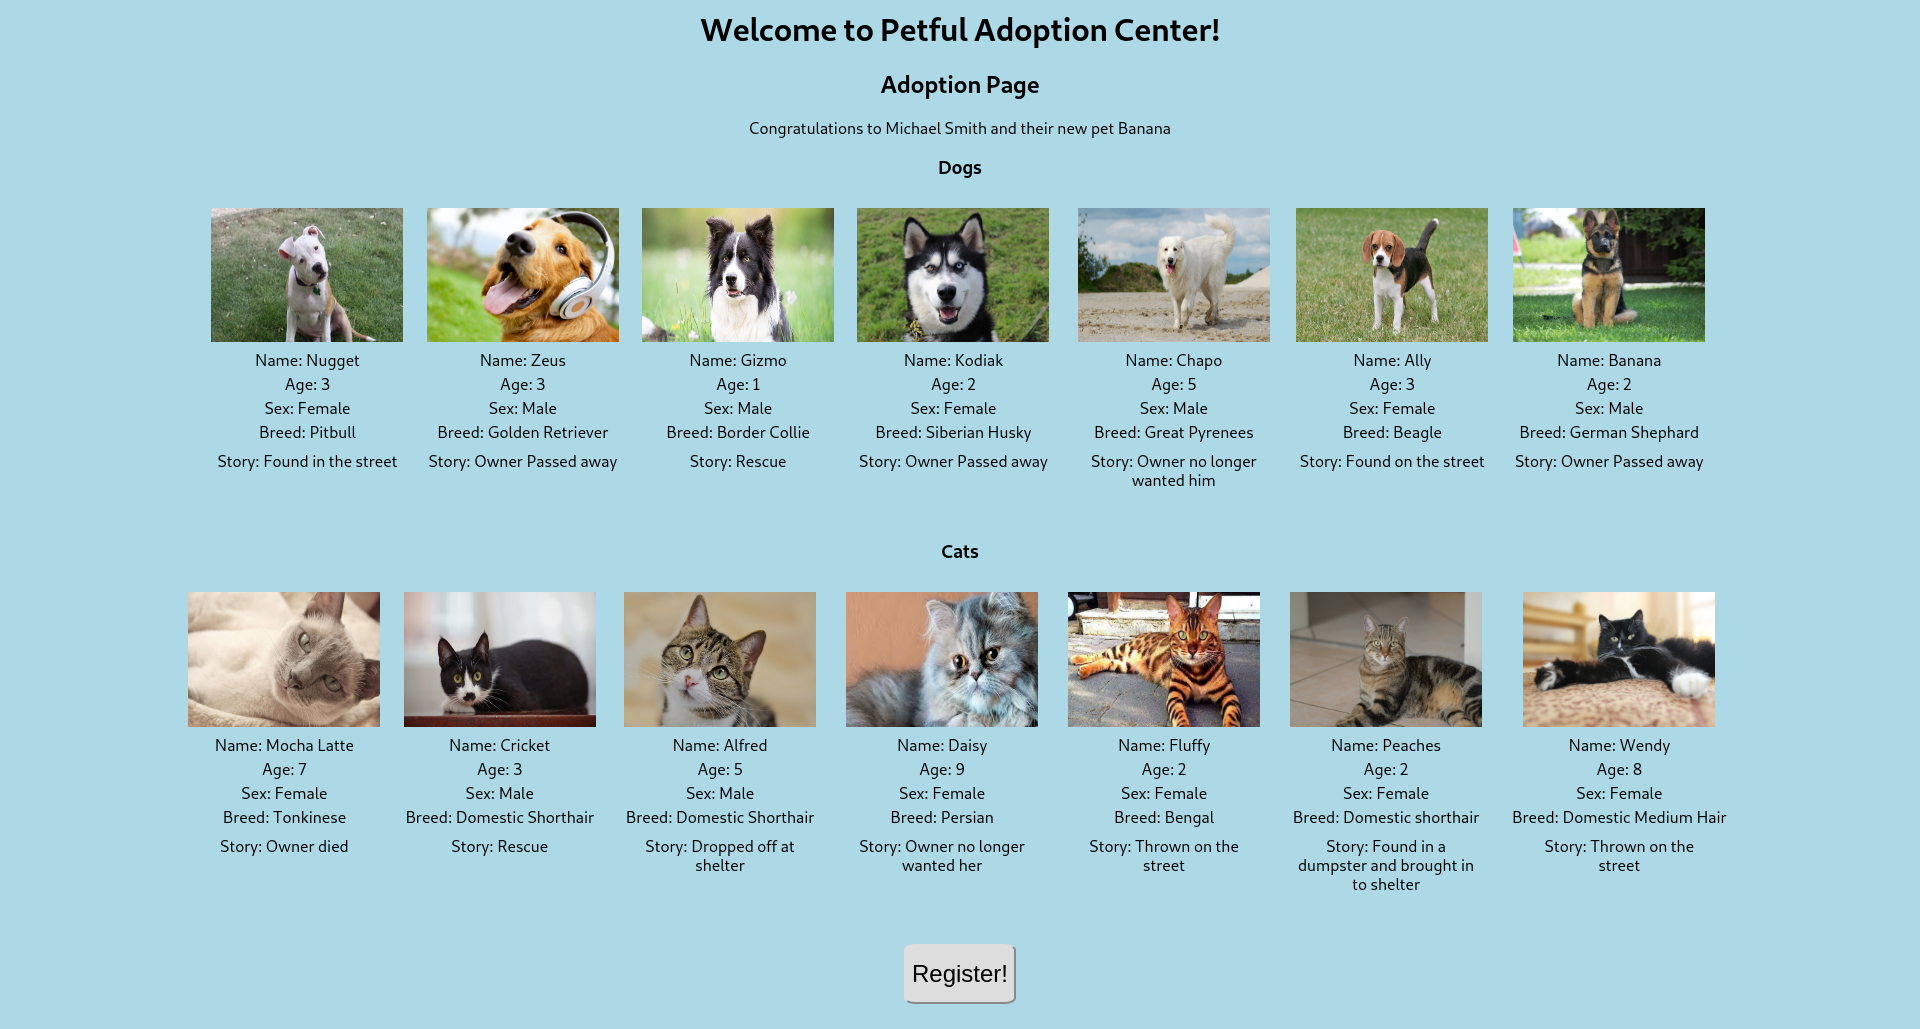 Welcome to Petful Adoption Center!
Adoption Page
Congratulations to Michael Smith and their new pet Banana
Dogs
Name: Nugget
Age: 3
Sex: Female
Breed: Pitbull
Story: Found in the street
Name: Zeus
Age: 3
Sex: Male
Breed: Golden Retriever
Story: Owner Passed away
Name: Gizmo
Age: 1
Sex: Male
Breed: Border Collie
Story: Rescue
Name: Kodiak
Age: 2
Sex: Female
Breed: Siberian Husky
Story: Owner Passed away
Name: Chapo
Age: 5
Sex: Male
Breed: Great Pyrenees
Story: Owner no longer
wanted him
Name: Ally
Age: 3
Sex: Female
Breed: Beagle
Story: Found on the street
Name: Banana
Age: 2
Sex: Male
Breed: German Shephard
Story: Owner Passed away
Cats
Name: Mocha Latte
Age: 7
Sex: Female
Breed: Tonkinese
Story: Owner died
Name: Cricket
Age: 3
Sex: Male
Breed: Domestic Shorthair
Story: Rescue
Name: Alfred
Age: 5
Sex: Male
Breed: Domestic Shorthair
Story: Dropped off at
shelter
Name: Daisy
Age: 9
Sex: Female
Breed: Persian
Story: Owner no longer
wanted her
Name: Fluffy
Age: 2
Sex: Female
Breed: Bengal
Story: Thrown on the
street
Name: Peaches
Age: 2
Sex: Female
Breed: Domestic shorthair
Story: Found in a
dumpster and brought in
to shelter
Name: Wendy
Age: 8
Sex: Female
Breed: Domestic Medium Hair
Story: Thrown on the
street
Register!